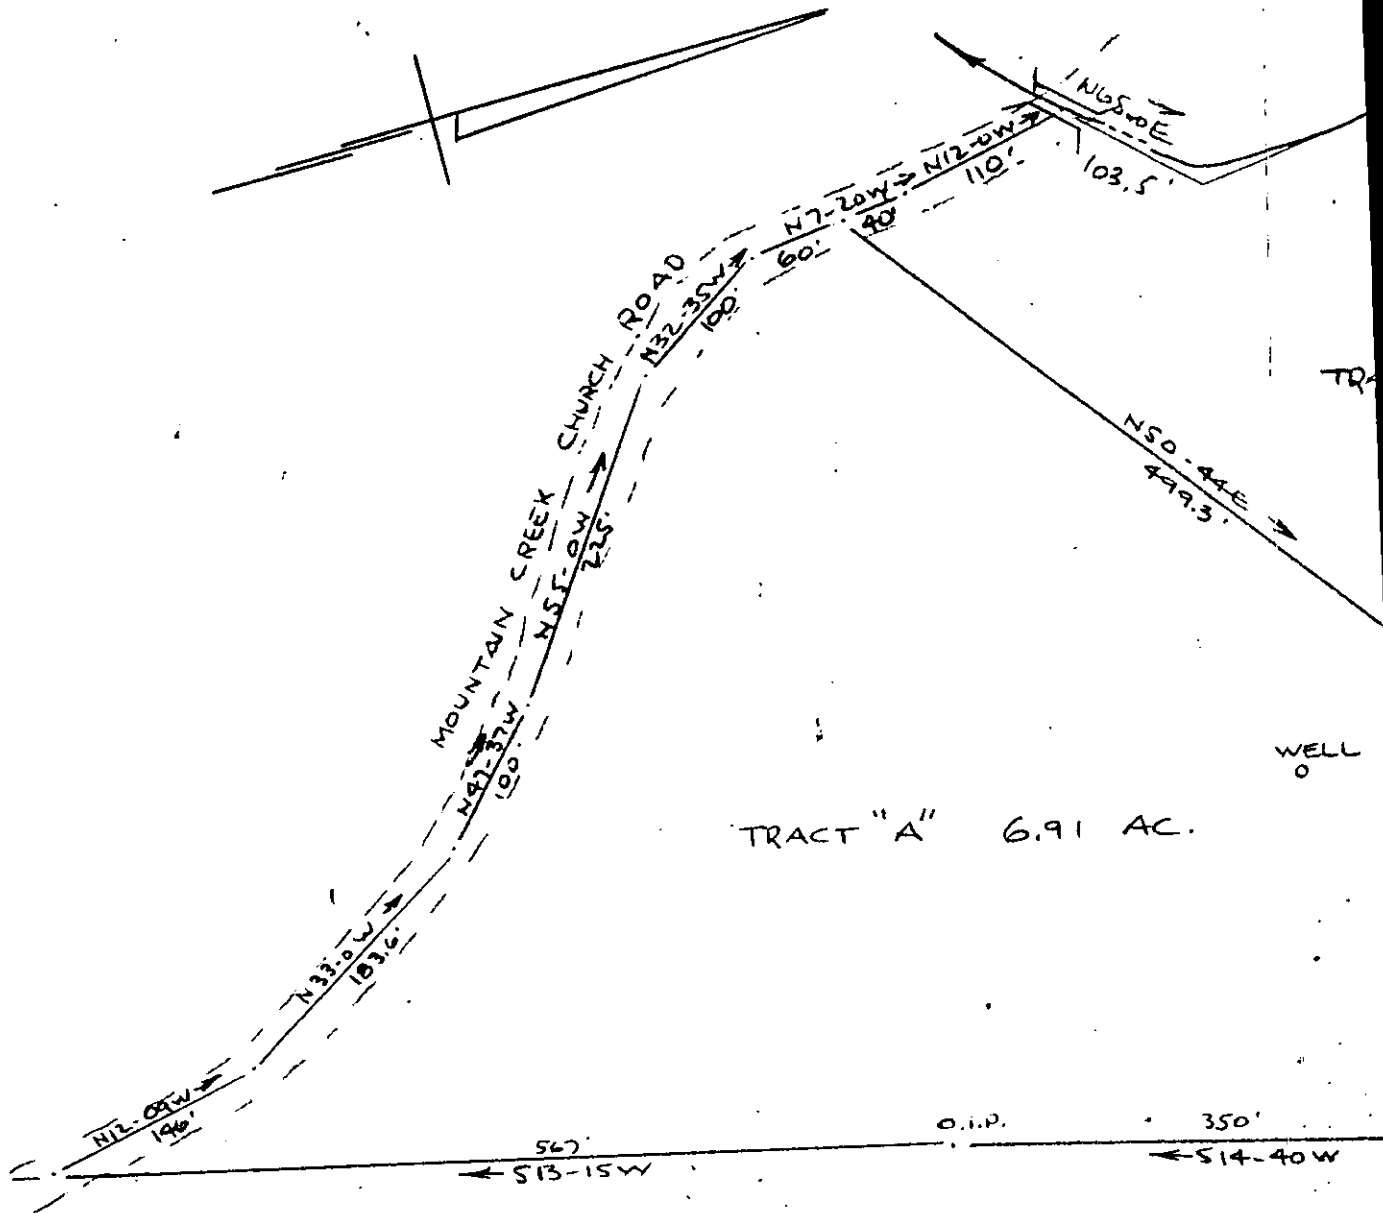 N65-0E
103.5'
N12-0W
110'
N7-20W
60'
40'
N32-35W
100'
MOUNTAIN CREEK CHURCH ROAD
N50-44E
499.3'
TRA
N55-0W
225'
N47-37W
100'
WELL
TRACT "A" 6.91 AC.
N33-0W
183.6'
N12-09W
146'
567'
S13-15W
O.I.P.
350'
S14-40W